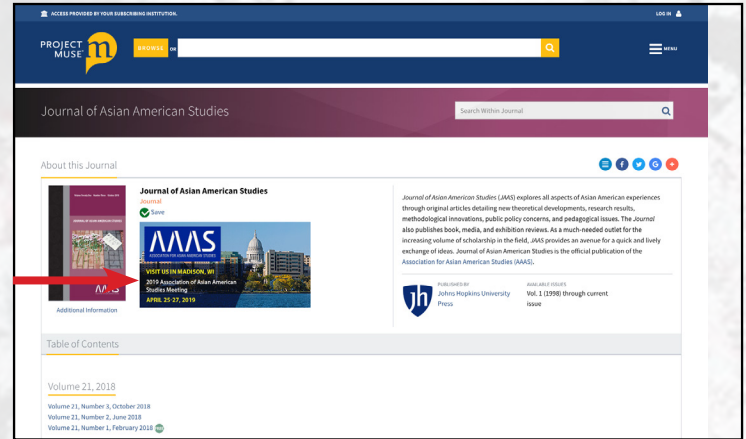 ACCESS PROVIDED BY YOUR SUBSCRIBING INSTITUTION.
LOG IN
PROJECT
MUSE
m
BROWSE OR
MENU
Journal of Asian American Studies
Search Within Journal
About this Journal
Journal of Asian American Studies
Journal
Save
AAAS
ASSOCIATION FOR ASIAN AMERICAN STUDIES
VISIT US IN MADISON, WI
2019 Association of Asian American
Studies Meeting
APRIL 25-27, 2019
JOURNAL OF ASIAN AMERICAN STUDIES
AAAS
Additional Information
Journal of Asian American Studies (JAAS) explores all aspects of Asian American experiences
through original articles detailing new theoretical developments, research results,
methodological innovations, public policy concerns, and pedagogical issues. The Journal
also publishes book, media, and exhibition reviews. As a much-needed outlet for the
increasing volume of scholarship in the field, JAAS provides an avenue for a quick and lively
exchange of ideas. Journal of Asian American Studies is the official publication of the
Association for Asian American Studies (AAAS).
jh
PUBLISHED BY
Johns Hopkins University
Press
AVAILABLE ISSUES
Vol. 1 (1998) through current
issue
Table of Contents
Volume 21, 2018
Volume 21, Number 3, October 2018
Volume 21, Number 2, June 2018
Volume 21, Number 1, February 2018